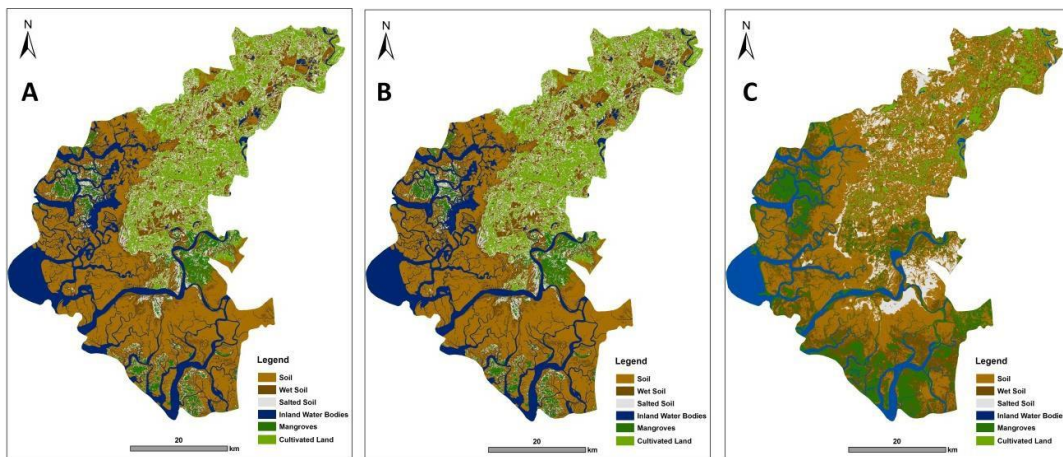 N
A
Legend
Soil
Wet Soil
Salted Soil
Inland Water Bodies
Mangroves
Cultivated Land
20
km
N
B
Legend
Soil
Wet Soil
Salted Soil
Inland Water Bodies
Mangroves
Cultivated Land
20
km
N
C
Legend
Soil
Wet Soil
Salted Soil
Inland Water Bodies
Mangroves
Cultivated Land
20
km